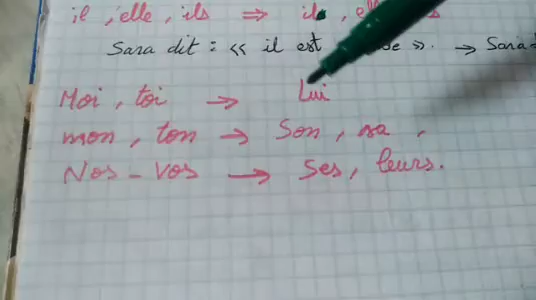 il, elle, ils ⇒ il
Sara dit : « il est ». → Sara
Moi, toi → Lui
mon, ton → Son, sa,
Nos - vos → Ses, leurs.